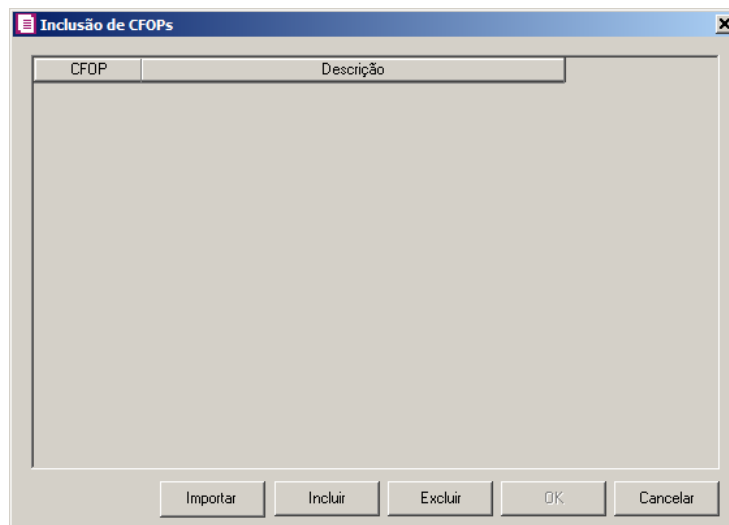 Inclusão de CFOPs
CFOP Descrição
Importar Incluir Excluir OK Cancelar